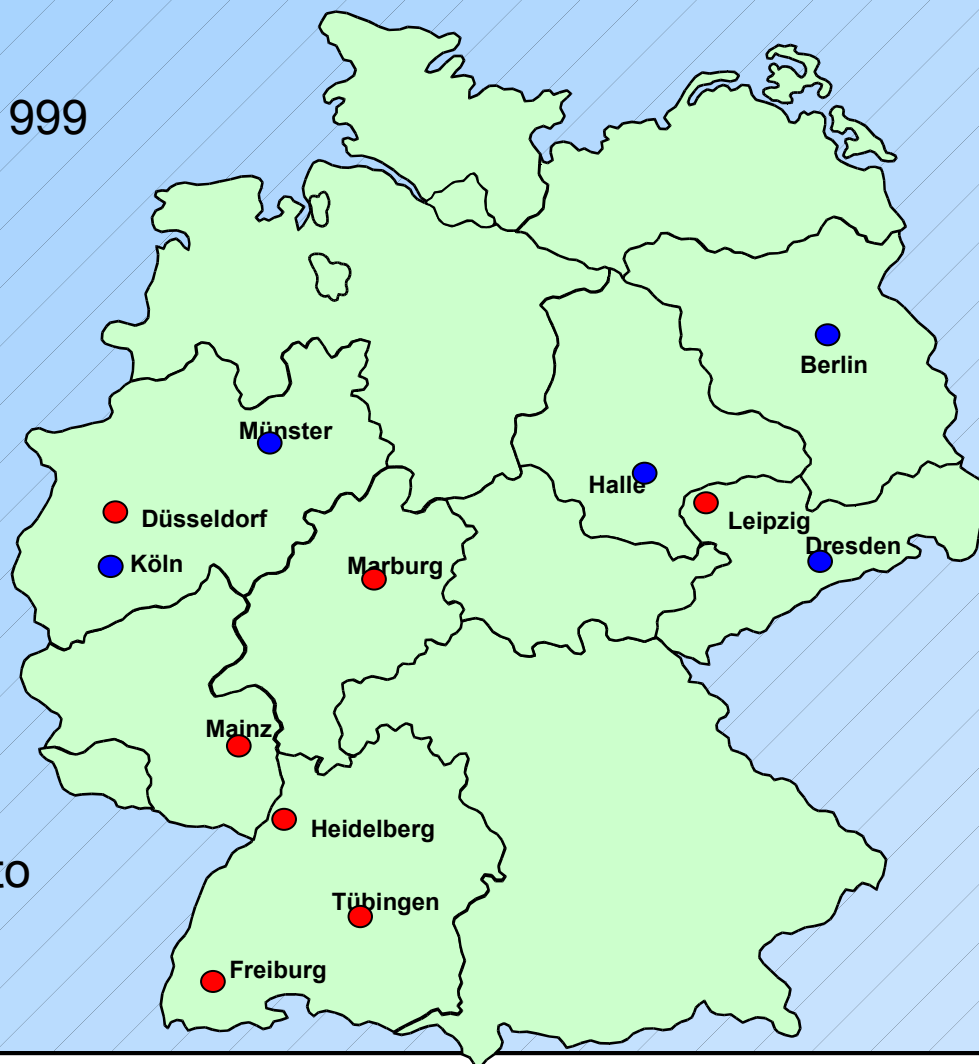 999
Berlin
Münster
Halle
Düsseldorf
Leipzig
Dresden
Köln
Marburg
Mainz
Heidelberg
to
Tübingen
Freiburg